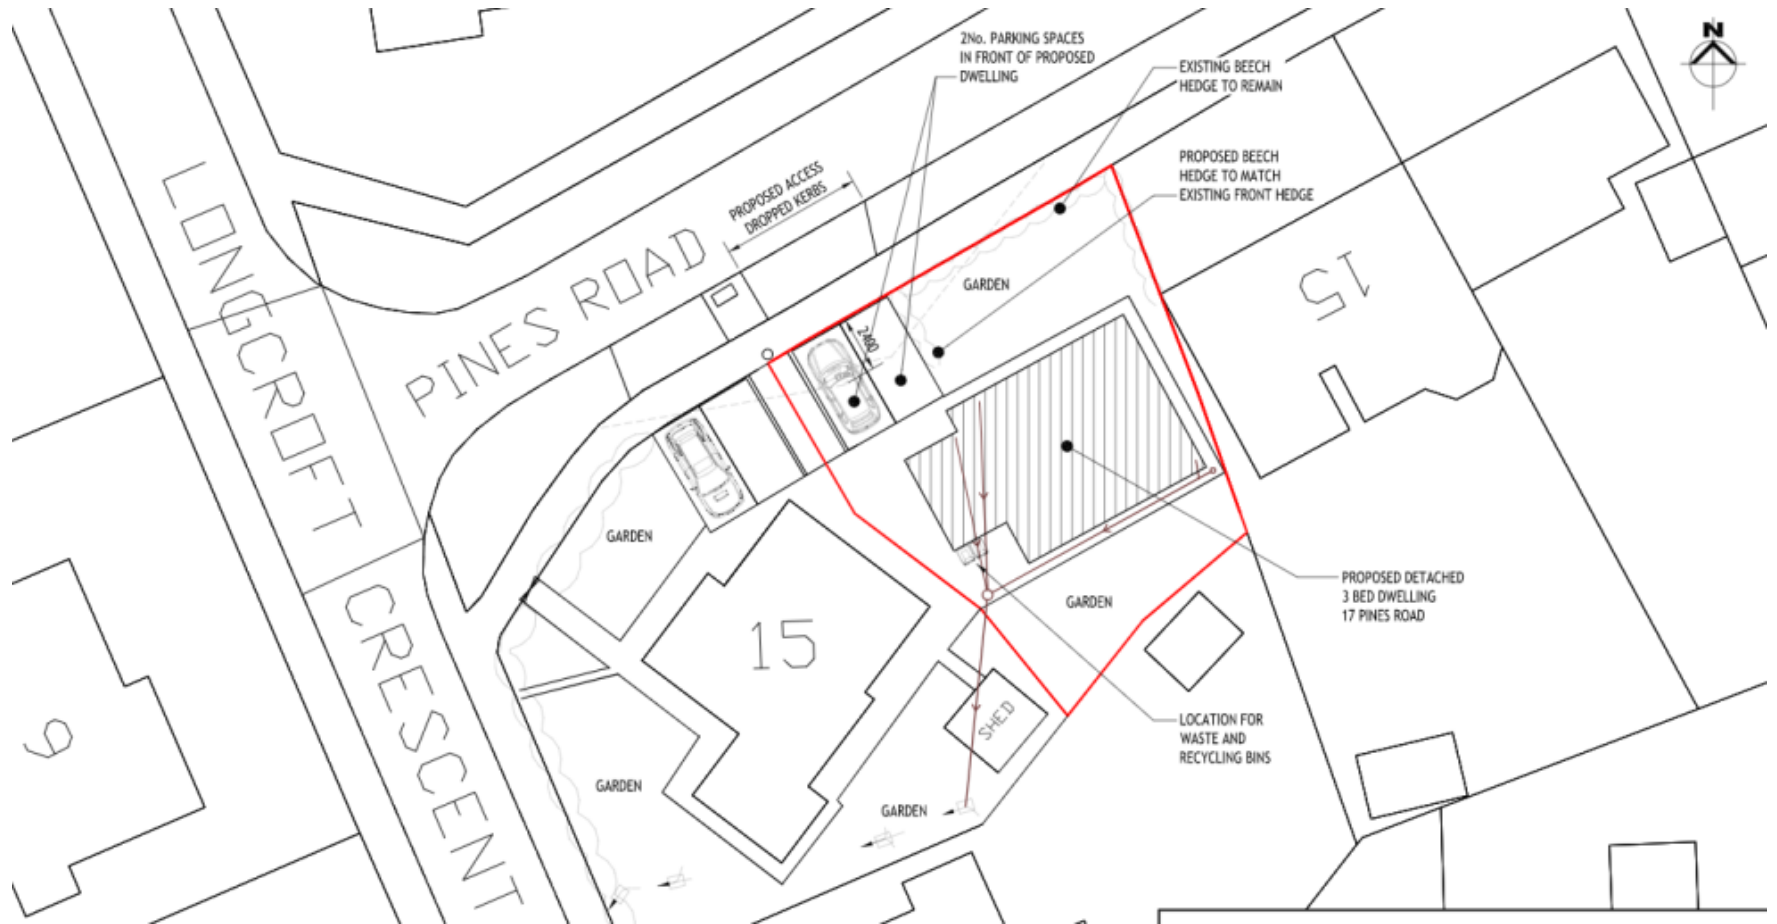 2No. PARKING SPACES
IN FRONT OF PROPOSED
DWELLING
EXISTING BEECH
HEDGE TO REMAIN
N
PROPOSED BEECH
HEDGE TO MATCH
EXISTING FRONT HEDGE
PROPOSED ACCESS
DROPPED KERBS
LONGCROFT
CRESCENT
PINES ROAD
GARDEN
15
2400
GARDEN
15
GARDEN
PROPOSED DETACHED
3 BED DWELLING
17 PINES ROAD
SHED
LOCATION FOR
WASTE AND
RECYCLING BINS
9
GARDEN
GARDEN